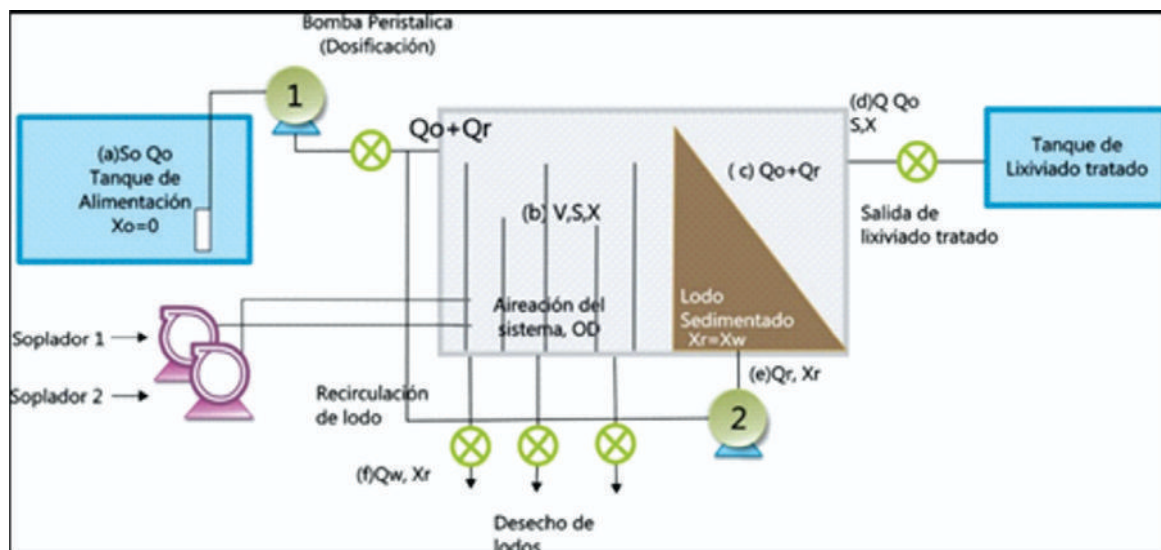 Bomba Peristalica
(Dosificación)
1
(a)So Qo
Tanque de
Alimentación
Xo=0
Qo+Qr
(b) V,S,X
( c) Qo+Qr
(d)Q Qo
S,X
Tanque de
Lixiviado tratado
Salida de
lixiviado tratado
Aireación del
sistema, OD
Lodo
Sedimentado
Xr=Xw
Soplador 1
Soplador 2
Recirculación
de lodo
(e)Qr, Xr
2
(f)Qw, Xr
Desecho de
lodos